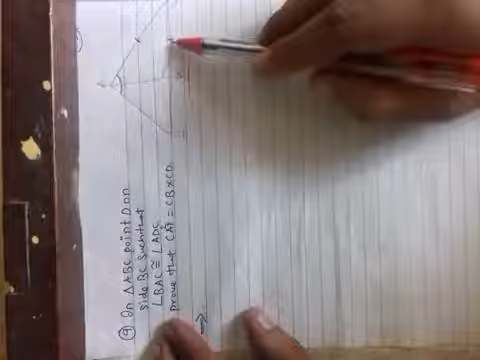 ⑨ In △ABC point D on
side BC such that
∠BAC ≅ ∠ADC
prove that CA² = CB×CD.